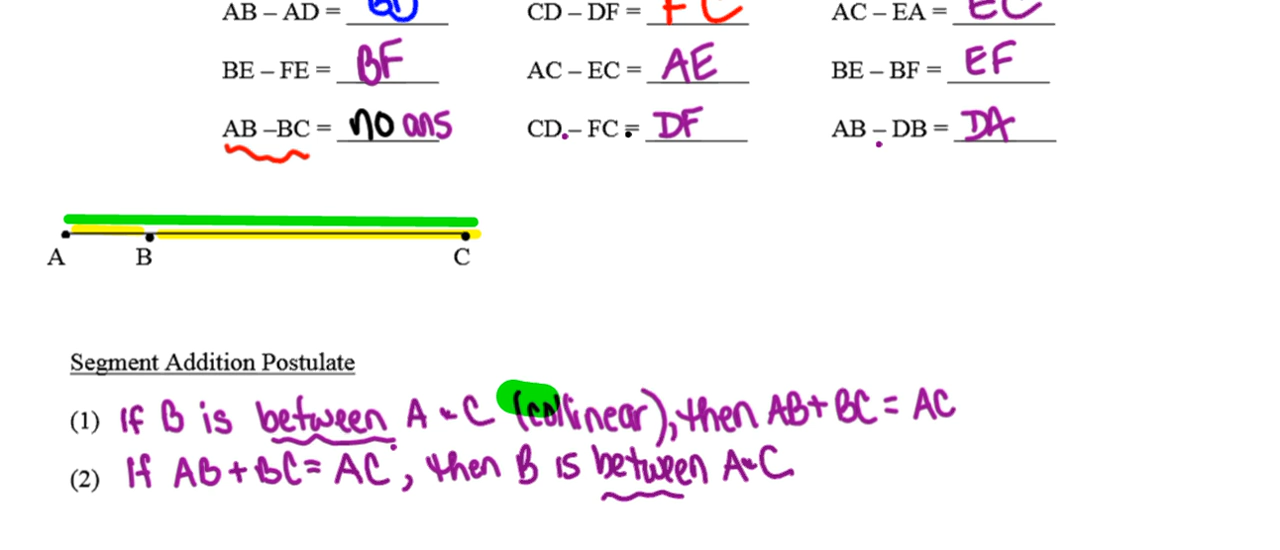 AB – AD = BD CD – DF = FC AC – EA = EC
BE – FE = BF AC – EC = AE BE – BF = EF
AB –BC = no ans CD – FC = DF AB – DB = DA
A B C
Segment Addition Postulate
(1) If B is between A & C (collinear), then AB + BC = AC
(2) If AB + BC = AC, then B is between A & C